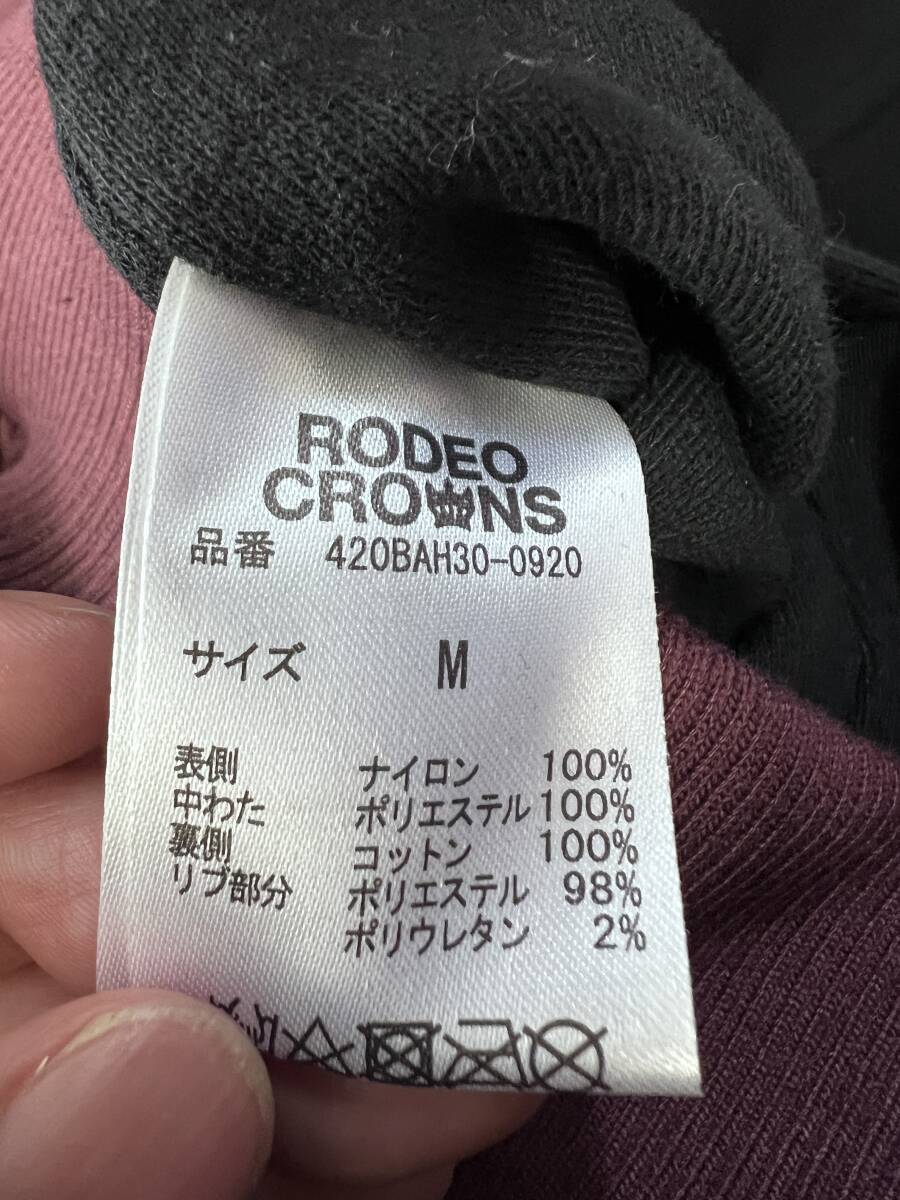 RODEO
CROWNS
品番 420BAH30-0920
サイズ M
表側 ナイロン 100%
中わた ポリエステル 100%
裏側 コットン 100%
リブ部分 ポリエステル 98%
ポリウレタン 2%